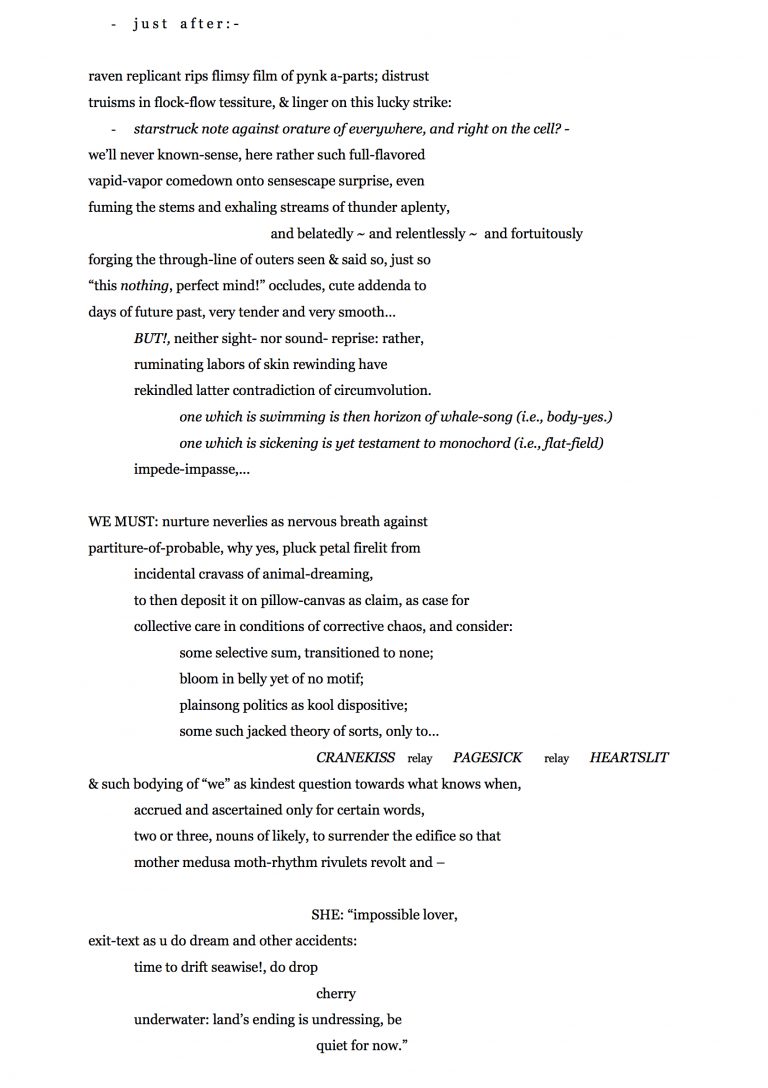 - just after:-
raven replicant rips flimsy film of pynk a-parts; distrust
truisms in flock-flow tessiture, & linger on this lucky strike:
- starstruck note against orature of everywhere, and right on the cell? -
we’ll never known-sense, here rather such full-flavored
vapid-vapor comedown onto sensescape surprise, even
fuming the stems and exhaling streams of thunder aplenty,
and belatedly ~ and relentlessly ~ and fortuitously
forging the through-line of outers seen & said so, just so
“this nothing, perfect mind!” occludes, cute addenda to
days of future past, very tender and very smooth...
BUT!, neither sight- nor sound- reprise: rather,
ruminating labors of skin rewinding have
rekindled latter contradiction of circumvolution.
one which is swimming is then horizon of whale-song (i.e., body-yes.)
one which is sickening is yet testament to monochord (i.e., flat-field)
impede-impasse,...
WE MUST: nurture neverlies as nervous breath against
partiture-of-probable, why yes, pluck petal firelit from
incidental cravass of animal-dreaming,
to then deposit it on pillow-canvas as claim, as case for
collective care in conditions of corrective chaos, and consider:
some selective sum, transitioned to none;
bloom in belly yet of no motif;
plainsong politics as kool dispositive;
some such jacked theory of sorts, only to...
CRANEKISS relay PAGESICK relay HEARTSLIT
& such bodying of “we” as kindest question towards what knows when,
accrued and ascertained only for certain words,
two or three, nouns of likely, to surrender the edifice so that
mother medusa moth-rhythm rivulets revolt and –
SHE: “impossible lover,
exit-text as u do dream and other accidents:
time to drift seawise!, do drop
cherry
underwater: land’s ending is undressing, be
quiet for now.”